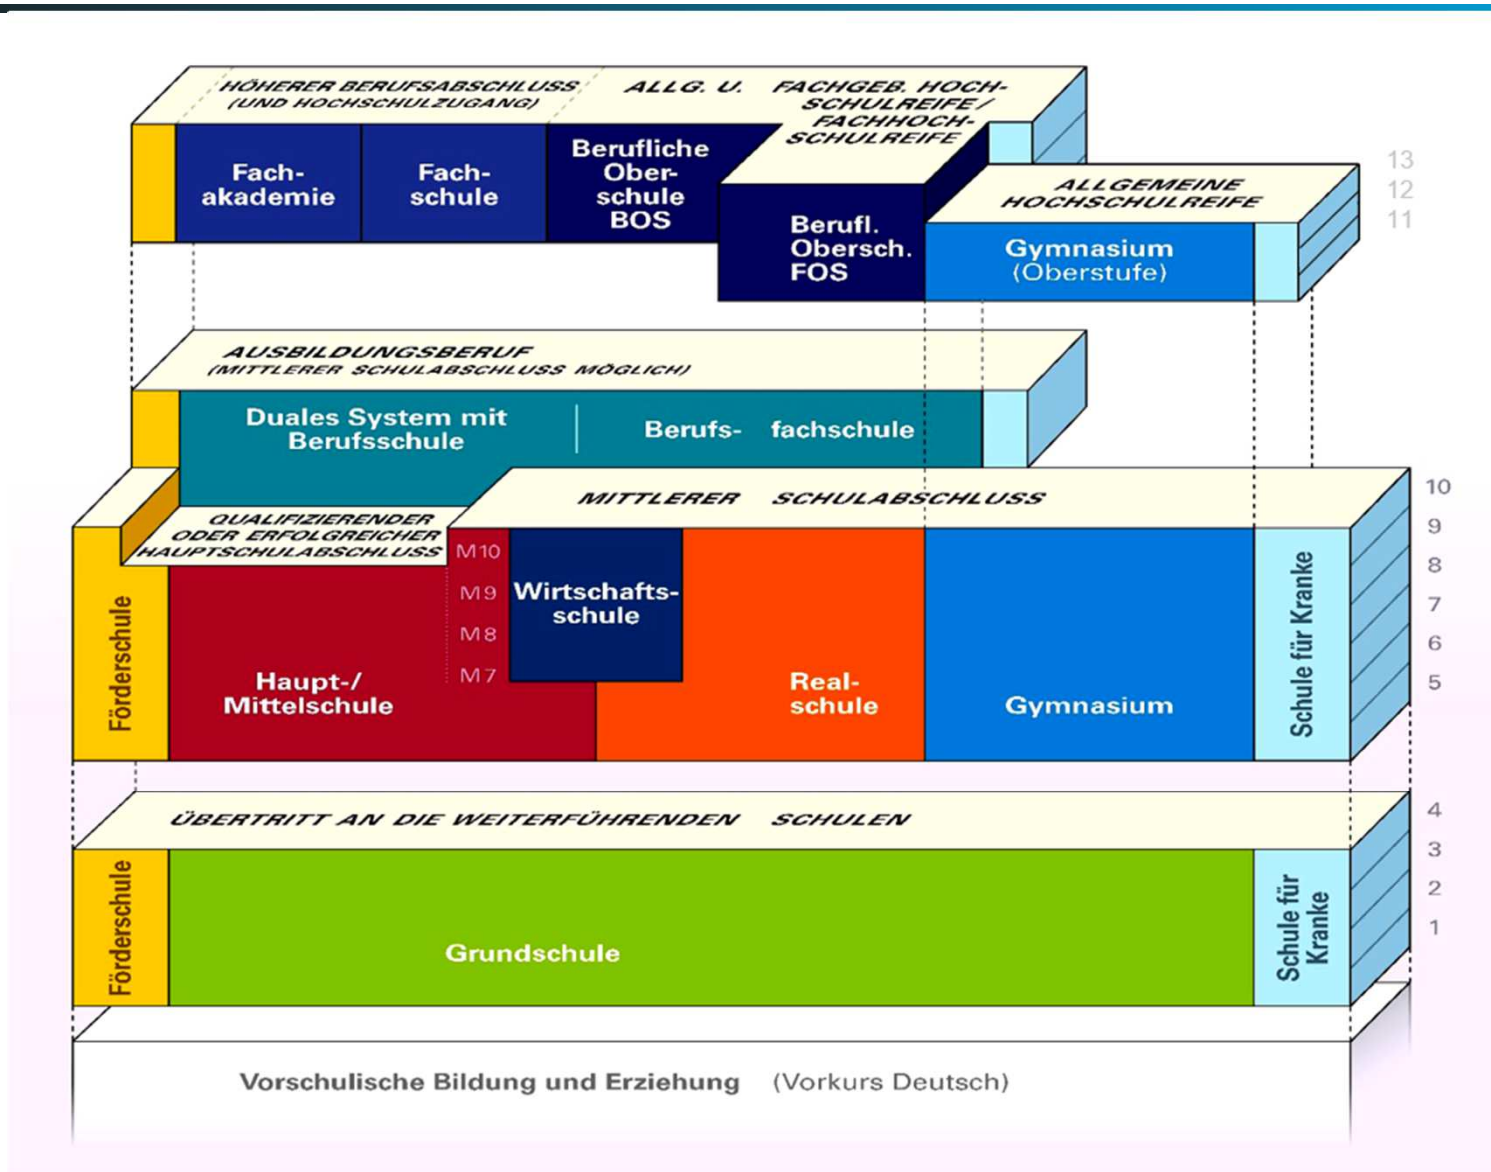 HÖHERER BERUFSABSCHLUSS
(UND HOCHSCHULZUGANG)
ALLG. U. FACHGEB. HOCH-
SCHULREIFE/
FACHHOCH-
SCHULREIFE
Fach-
akademie
Fach-
schule
Berufliche
Ober-
schule
BOS
Berufl.
Obersch.
FOS
ALLGEMEINE
HOCHSCHULREIFE
Gymnasium
(Oberstufe)
13
12
11
AUSBILDUNGSBERUF
(MITTLERER SCHULABSCHLUSS MÖGLICH)
Duales System mit
Berufsschule
Berufs- fachschule
MITTLERER SCHULABSCHLUSS
QUALIFIZIERENDER
ODER ERFOLGREICHER
HAUPTSCHULABSCHLUSS
Förderschule
Haupt-/
Mittelschule
M10
M9
M8
M7
Wirtschafts-
schule
Real-
schule
Gymnasium
Schule für Kranke
10
9
8
7
6
5
ÜBERTRITT AN DIE WEITERFÜHRENDEN SCHULEN
Förderschule
Grundschule
Schule für
Kranke
4
3
2
1
Vorschulische Bildung und Erziehung (Vorkurs Deutsch)